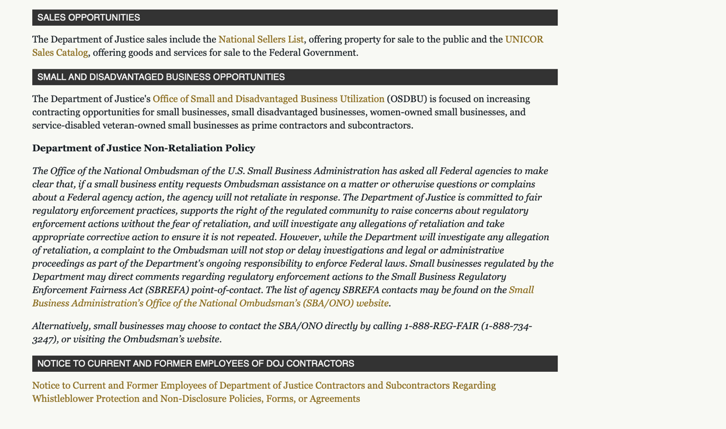 SALES OPPORTUNITIES
The Department of Justice sales include the National Sellers List, offering property for sale to the public and the UNICOR
Sales Catalog, offering goods and services for sale to the Federal Government.
SMALL AND DISADVANTAGED BUSINESS OPPORTUNITIES
The Department of Justice's Office of Small and Disadvantaged Business Utilization (OSDBU) is focused on increasing
contracting opportunities for small businesses, small disadvantaged businesses, women-owned small businesses, and
service-disabled veteran-owned small businesses as prime contractors and subcontractors.
Department of Justice Non-Retaliation Policy
The Office of the National Ombudsman of the U.S. Small Business Administration has asked all Federal agencies to make
clear that, if a small business entity requests Ombudsman assistance on a matter or otherwise questions or complains
about a Federal agency action, the agency will not retaliate in response. The Department of Justice is committed to fair
regulatory enforcement practices, supports the right of the regulated community to raise concerns about regulatory
enforcement actions without the fear of retaliation, and will investigate any allegations of retaliation and take
appropriate corrective action to ensure it is not repeated. However, while the Department will investigate any allegation
of retaliation, a complaint to the Ombudsman will not stop or delay investigations and legal or administrative
proceedings as part of the Department's ongoing responsibility to enforce Federal laws. Small businesses regulated by the
Department may direct comments regarding regulatory enforcement actions to the Small Business Regulatory
Enforcement Fairness Act (SBREFA) point-of-contact. The list of agency SBREFA contacts may be found on the Small
Business Administration's Office of the National Ombudsman's (SBA/ONO) website.
Alternatively, small businesses may choose to contact the SBA/ONO directly by calling 1-888-REG-FAIR (1-888-734-
3247), or visiting the Ombudsman's website.
NOTICE TO CURRENT AND FORMER EMPLOYEES OF DOJ CONTRACTORS
Notice to Current and Former Employees of Department of Justice Contractors and Subcontractors Regarding
Whistleblower Protection and Non-Disclosure Policies, Forms, or Agreements